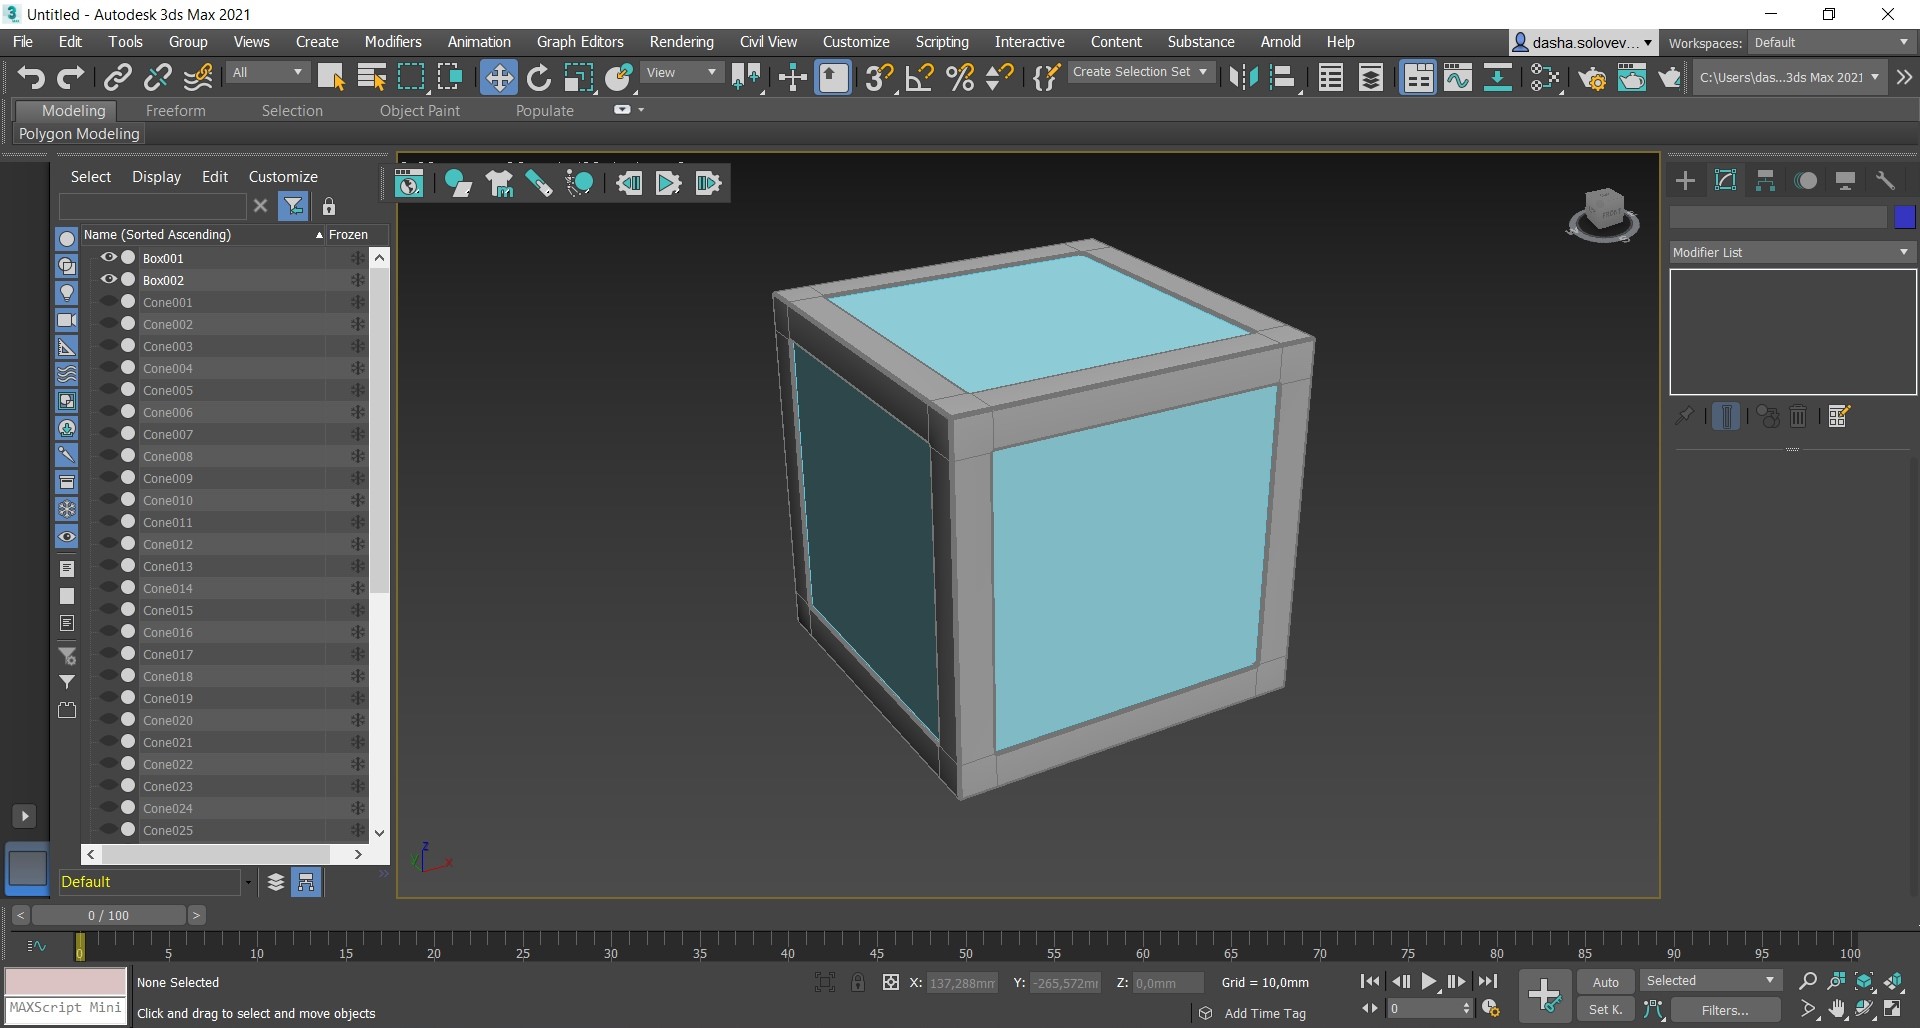 Untitled - Autodesk 3ds Max 2021
File Edit Tools Group Views Create Modifiers Animation Graph Editors Rendering Civil View Customize Scripting Interactive Content Substance Arnold Help
dasha.solovev...
Workspaces: Default
All
View
Create Selection Set
C:\Users\das...3ds Max 2021
Modeling Freeform Selection Object Paint Populate
Polygon Modeling
Select Display Edit Customize
Name (Sorted Ascending) Frozen
Box001
Box002
Cone001
Cone002
Cone003
Cone004
Cone005
Cone006
Cone007
Cone008
Cone009
Cone010
Cone011
Cone012
Cone013
Cone014
Cone015
Cone016
Cone017
Cone018
Cone019
Cone020
Cone021
Cone022
Cone023
Cone024
Cone025
Default
FRONT
Modifier List
z
x
0 / 100
0 5 10 15 20 25 30 35 40 45 50 55 60 65 70 75 80 85 90 95 100
None Selected
X: 137,288mm Y: -265,572mm Z: 0,0mm Grid = 10,0mm
Auto Selected
MAXScript Mini
Click and drag to select and move objects
Add Time Tag
0
Set K. Filters...